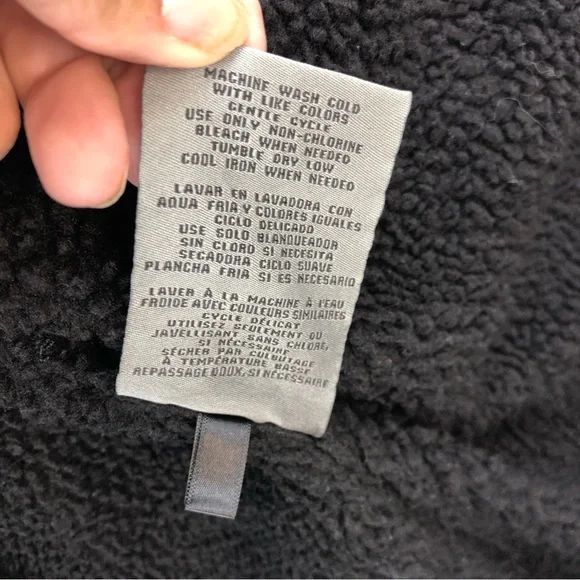 MACHINE WASH COLD
WITH LIKE COLORS
GENTLE CYCLE
USE ONLY NON-CHLORINE
BLEACH WHEN NEEDED
TUMBLE DRY LOW
COOL IRON WHEN NEEDED
LAVAR EN LAVADORA CON
AQUA FRIA Y COLORES IGUALES
CICLO DELICADO
USE SOLO BLANQUEADOR
SIN CLORO SI NECESITA
SECADORA CICLO SUAVE
PLANCHA FRIA SI ES NECESARIO
LAVER À LA MACHINE À L'EAU
FROIDE AVEC COULEURS SIMILAIRES
CYCLE DÉLICAT
UTILISEZ SEULEMENT OU
JAVELLISANT SANS CHLORE,
SI NÉCESSAIRE
SÉCHER PAR CULBUTAGE
À TEMPÉRATURE BASSE
REPASSAGE DOUX, SI NÉCESSAIRE